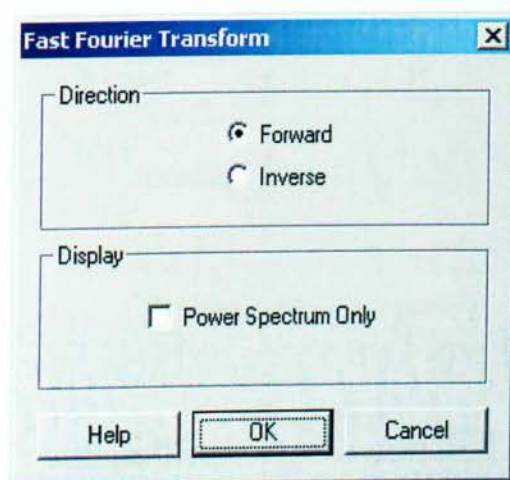 Fast Fourier Transform
Direction
Forward
Inverse
Display
Power Spectrum Only
Help OK Cancel